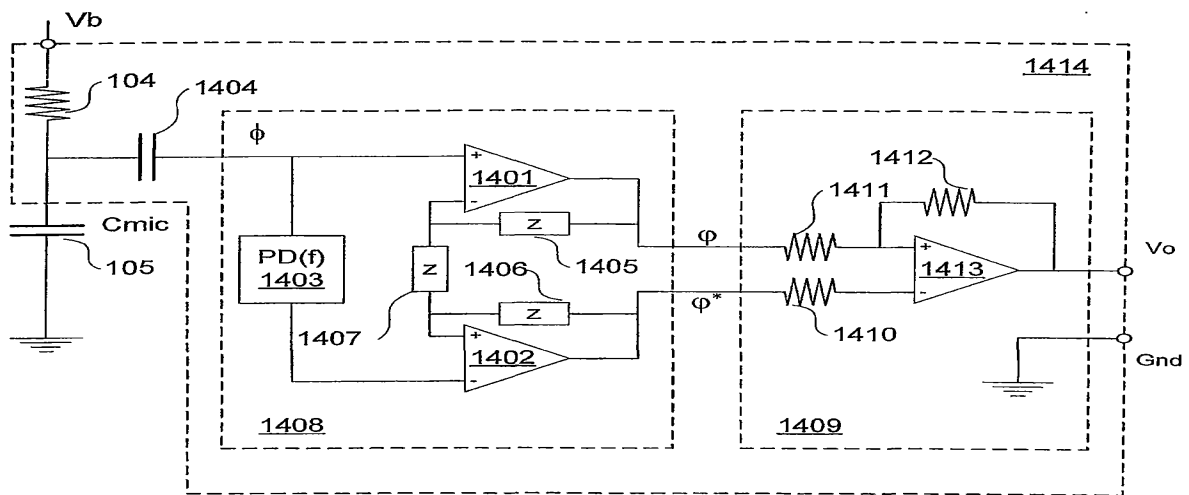 Vb
104
1404
1414
ϕ
1401
+
-
1412
1411
Cmic
105
PD(f)
1403
Z
Z
1405
φ
+
1413
-
Vo
1406
Z
1407
φ*
1410
+
1402
-
Gnd
1408
1409